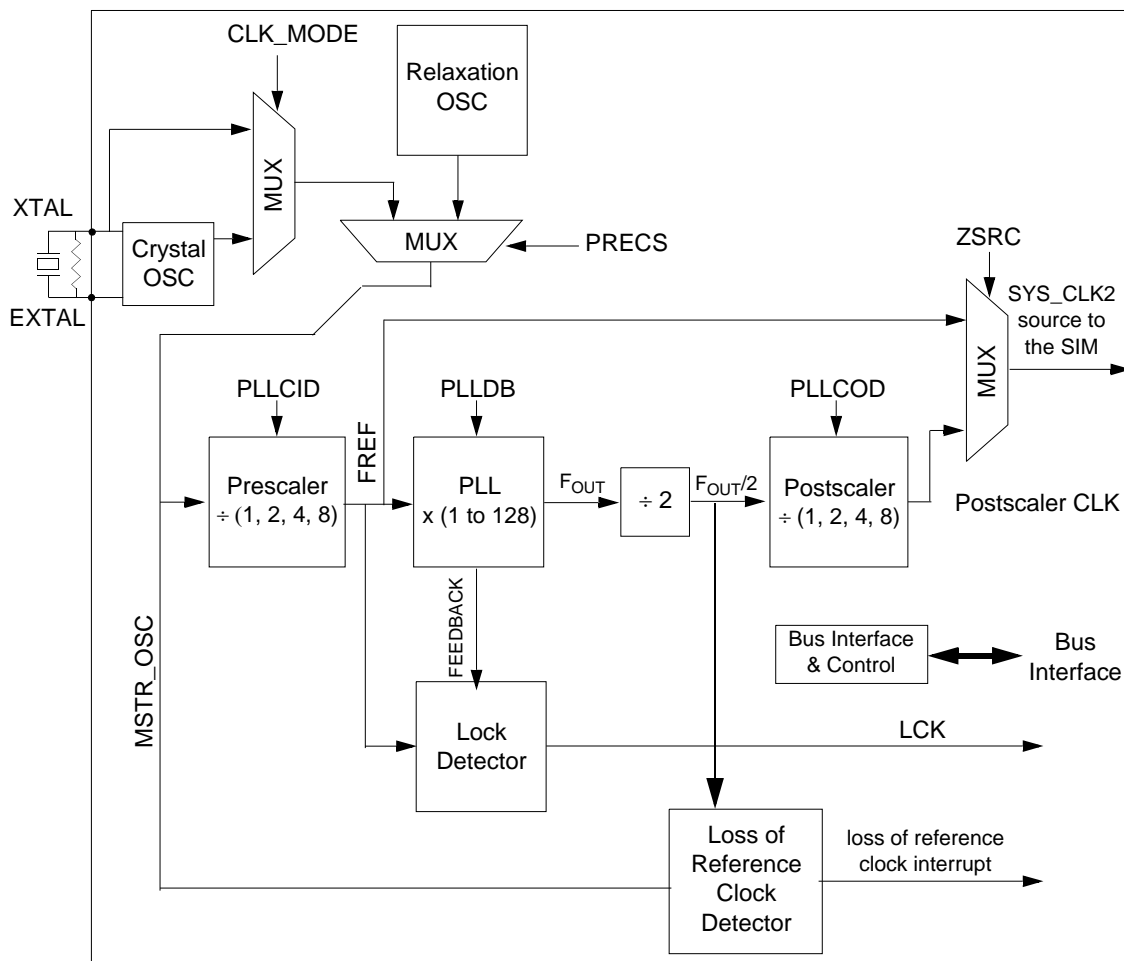 CLK_MODE
Relaxation
OSC
MUX
XTAL
Crystal
OSC
EXTAL
MUX
PRECS
ZSRC
SYS_CLK2
source to
the SIM
MUX
PLLCID
PLLDB
PLLCOD
FREF
Prescaler
÷ (1, 2, 4, 8)
PLL
x (1 to 128)
FOUT
÷ 2
FOUT/2
Postscaler
÷ (1, 2, 4, 8)
Postscaler CLK
MSTR_OSC
FEEDBACK
Bus Interface
& Control
Bus
Interface
Lock
Detector
LCK
Loss of
Reference
Clock
Detector
loss of reference
clock interrupt